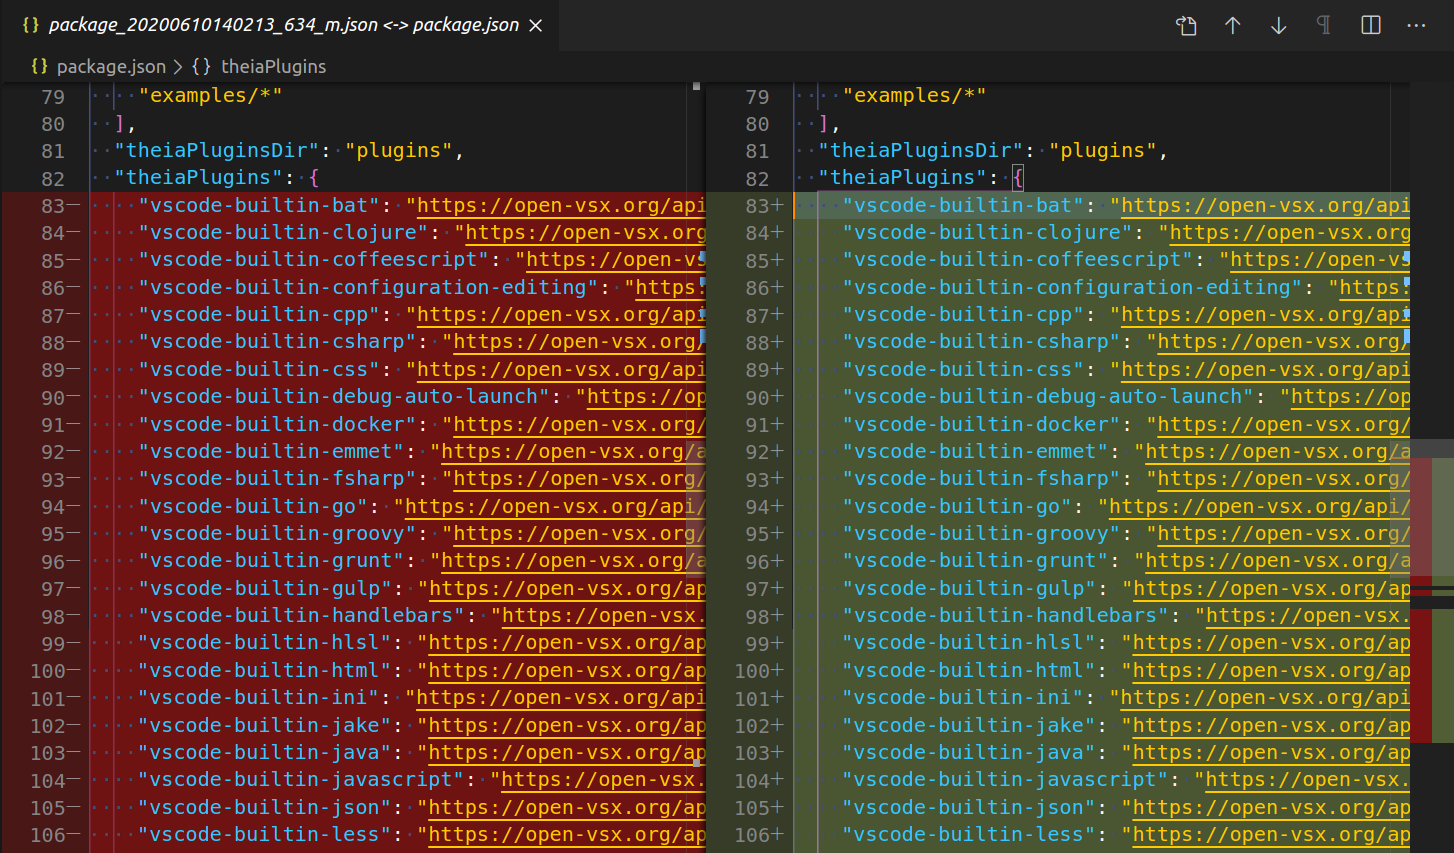 {} package_20200610140213_634_m.json <-> package.json ×
{} package.json > {} theiaPlugins
79 "examples/*"
80 ],
81 "theiaPluginsDir": "plugins",
82 "theiaPlugins": {
83— "vscode-builtin-bat": "https://open-vsx.org/api
84— "vscode-builtin-clojure": "https://open-vsx.org
85— "vscode-builtin-coffeescript": "https://open-vs
86— "vscode-builtin-configuration-editing": "https:
87— "vscode-builtin-cpp": "https://open-vsx.org/api
88— "vscode-builtin-csharp": "https://open-vsx.org/
89— "vscode-builtin-css": "https://open-vsx.org/api
90— "vscode-builtin-debug-auto-launch": "https://op
91— "vscode-builtin-docker": "https://open-vsx.org/
92— "vscode-builtin-emmet": "https://open-vsx.org/a
93— "vscode-builtin-fsharp": "https://open-vsx.org/
94— "vscode-builtin-go": "https://open-vsx.org/api/
95— "vscode-builtin-groovy": "https://open-vsx.org/
96— "vscode-builtin-grunt": "https://open-vsx.org/a
97— "vscode-builtin-gulp": "https://open-vsx.org/ap
98— "vscode-builtin-handlebars": "https://open-vsx.
99— "vscode-builtin-hlsl": "https://open-vsx.org/ap
100— "vscode-builtin-html": "https://open-vsx.org/ap
101— "vscode-builtin-ini": "https://open-vsx.org/api
102— "vscode-builtin-jake": "https://open-vsx.org/ap
103— "vscode-builtin-java": "https://open-vsx.org/ap
104— "vscode-builtin-javascript": "https://open-vsx.
105— "vscode-builtin-json": "https://open-vsx.org/ap
106— "vscode-builtin-less": "https://open-vsx.org/ap
79 "examples/*"
80 ],
81 "theiaPluginsDir": "plugins",
82 "theiaPlugins": {
83+ "vscode-builtin-bat": "https://open-vsx.org/api
84+ "vscode-builtin-clojure": "https://open-vsx.org
85+ "vscode-builtin-coffeescript": "https://open-vs
86+ "vscode-builtin-configuration-editing": "https:
87+ "vscode-builtin-cpp": "https://open-vsx.org/api
88+ "vscode-builtin-csharp": "https://open-vsx.org/
89+ "vscode-builtin-css": "https://open-vsx.org/api
90+ "vscode-builtin-debug-auto-launch": "https://op
91+ "vscode-builtin-docker": "https://open-vsx.org/
92+ "vscode-builtin-emmet": "https://open-vsx.org/a
93+ "vscode-builtin-fsharp": "https://open-vsx.org/
94+ "vscode-builtin-go": "https://open-vsx.org/api/
95+ "vscode-builtin-groovy": "https://open-vsx.org/
96+ "vscode-builtin-grunt": "https://open-vsx.org/a
97+ "vscode-builtin-gulp": "https://open-vsx.org/ap
98+ "vscode-builtin-handlebars": "https://open-vsx.
99+ "vscode-builtin-hlsl": "https://open-vsx.org/ap
100+ "vscode-builtin-html": "https://open-vsx.org/ap
101+ "vscode-builtin-ini": "https://open-vsx.org/api
102+ "vscode-builtin-jake": "https://open-vsx.org/ap
103+ "vscode-builtin-java": "https://open-vsx.org/ap
104+ "vscode-builtin-javascript": "https://open-vsx.
105+ "vscode-builtin-json": "https://open-vsx.org/ap
106+ "vscode-builtin-less": "https://open-vsx.org/ap